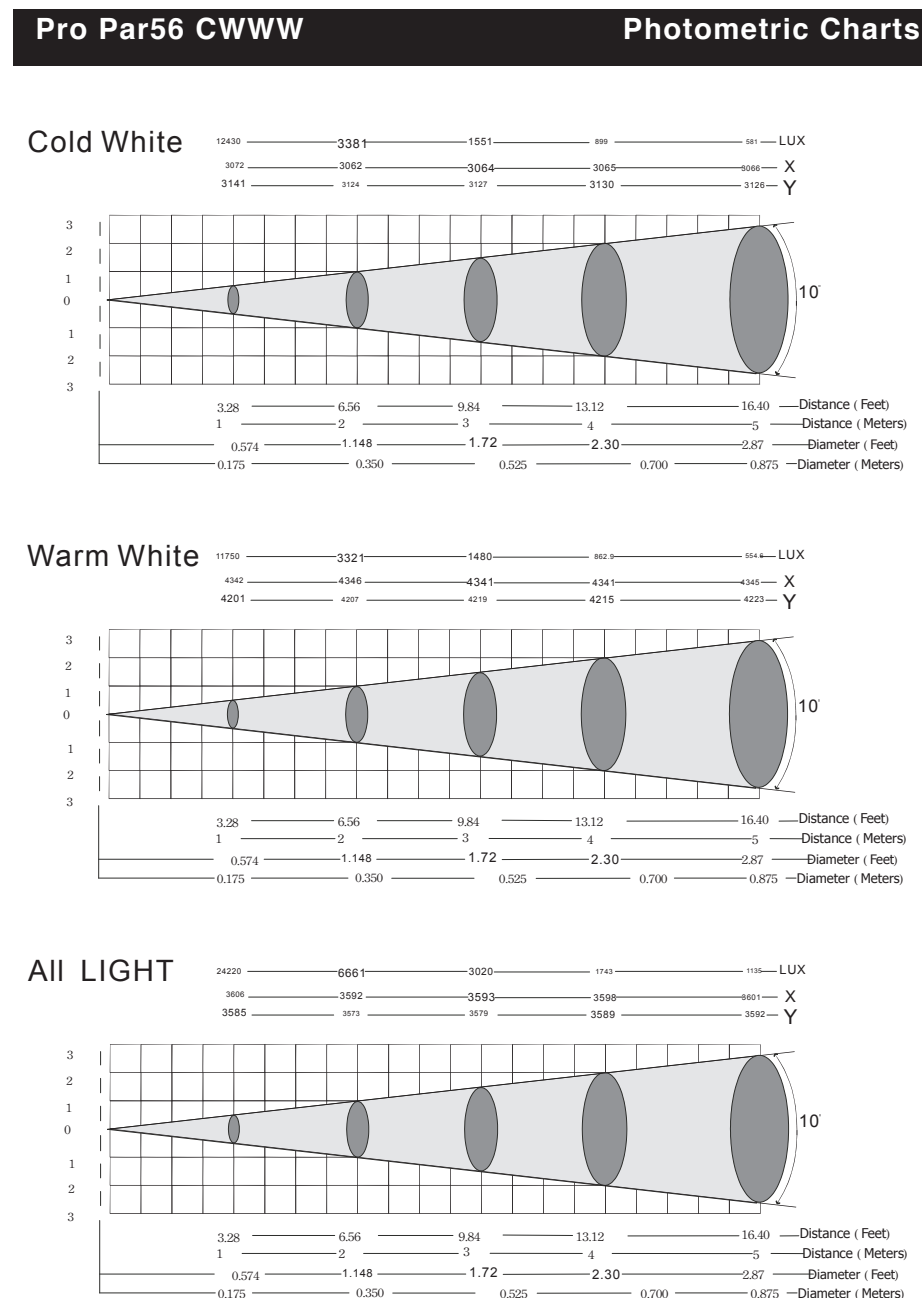 Pro Par56 CWWW Photometric Charts
Cold White
12430 3381 1551 899 581 LUX
3072 3062 3064 3065 3066 X
3141 3124 3127 3130 3126 Y
3
2
1
0
1
2
3
10°
3.28 6.56 9.84 13.12 16.40 Distance ( Feet)
1 2 3 4 5 Distance ( Meters)
0.574 1.148 1.72 2.30 2.87 Diameter ( Feet)
0.175 0.350 0.525 0.700 0.875 Diameter ( Meters)
Warm White
11750 3321 1480 862.9 554.6 LUX
4342 4346 4341 4341 4345 X
4201 4207 4219 4215 4223 Y
3
2
1
0
1
2
3
10°
3.28 6.56 9.84 13.12 16.40 Distance ( Feet)
1 2 3 4 5 Distance ( Meters)
0.574 1.148 1.72 2.30 2.87 Diameter ( Feet)
0.175 0.350 0.525 0.700 0.875 Diameter ( Meters)
All LIGHT
24220 6661 3020 1743 1135 LUX
3606 3592 3593 3598 3601 X
3585 3573 3579 3589 3592 Y
3
2
1
0
1
2
3
10°
3.28 6.56 9.84 13.12 16.40 Distance ( Feet)
1 2 3 4 5 Distance ( Meters)
0.574 1.148 1.72 2.30 2.87 Diameter ( Feet)
0.175 0.350 0.525 0.700 0.875 Diameter ( Meters)